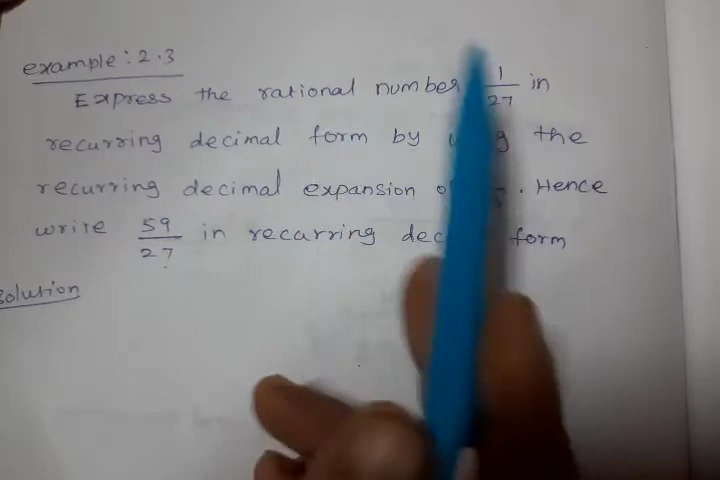 example: 2.3
Express the rational number 1/27 in
recurring decimal form by the
recurring decimal expansion . Hence
write 59/27 in recarring form
Solution